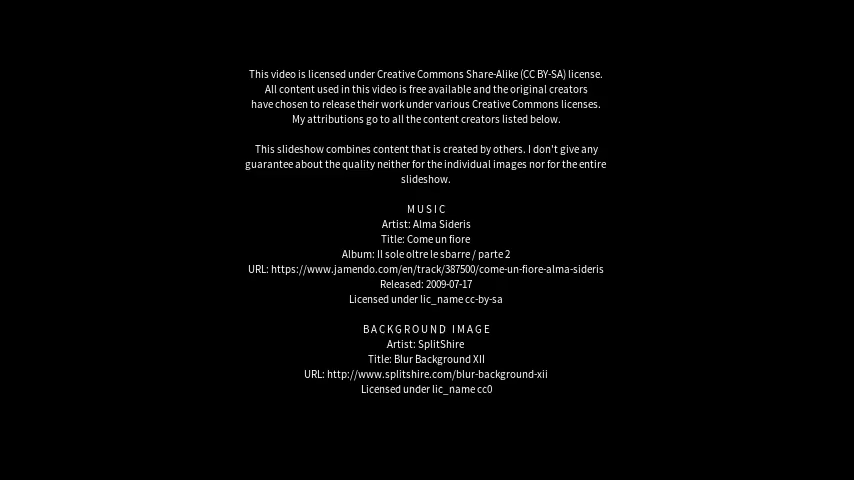 This video is licensed under Creative Commons Share-Alike (CC BY-SA) license.
All content used in this video is free available and the original creators
have chosen to release their work under various Creative Commons licenses.
My attributions go to all the content creators listed below.
This slideshow combines content that is created by others. I don't give any
guarantee about the quality neither for the individual images nor for the entire
slideshow.
MUSIC
Artist: Alma Sideris
Title: Come un fiore
Album: Il sole oltre le sbarre / parte 2
URL: https://www.jamendo.com/en/track/387500/come-un-fiore-alma-sideris
Released: 2009-07-17
Licensed under lic_name cc-by-sa
BACKGROUND IMAGE
Artist: SplitShire
Title: Blur Background XII
URL: http://www.splitshire.com/blur-background-xii
Licensed under lic_name cc0